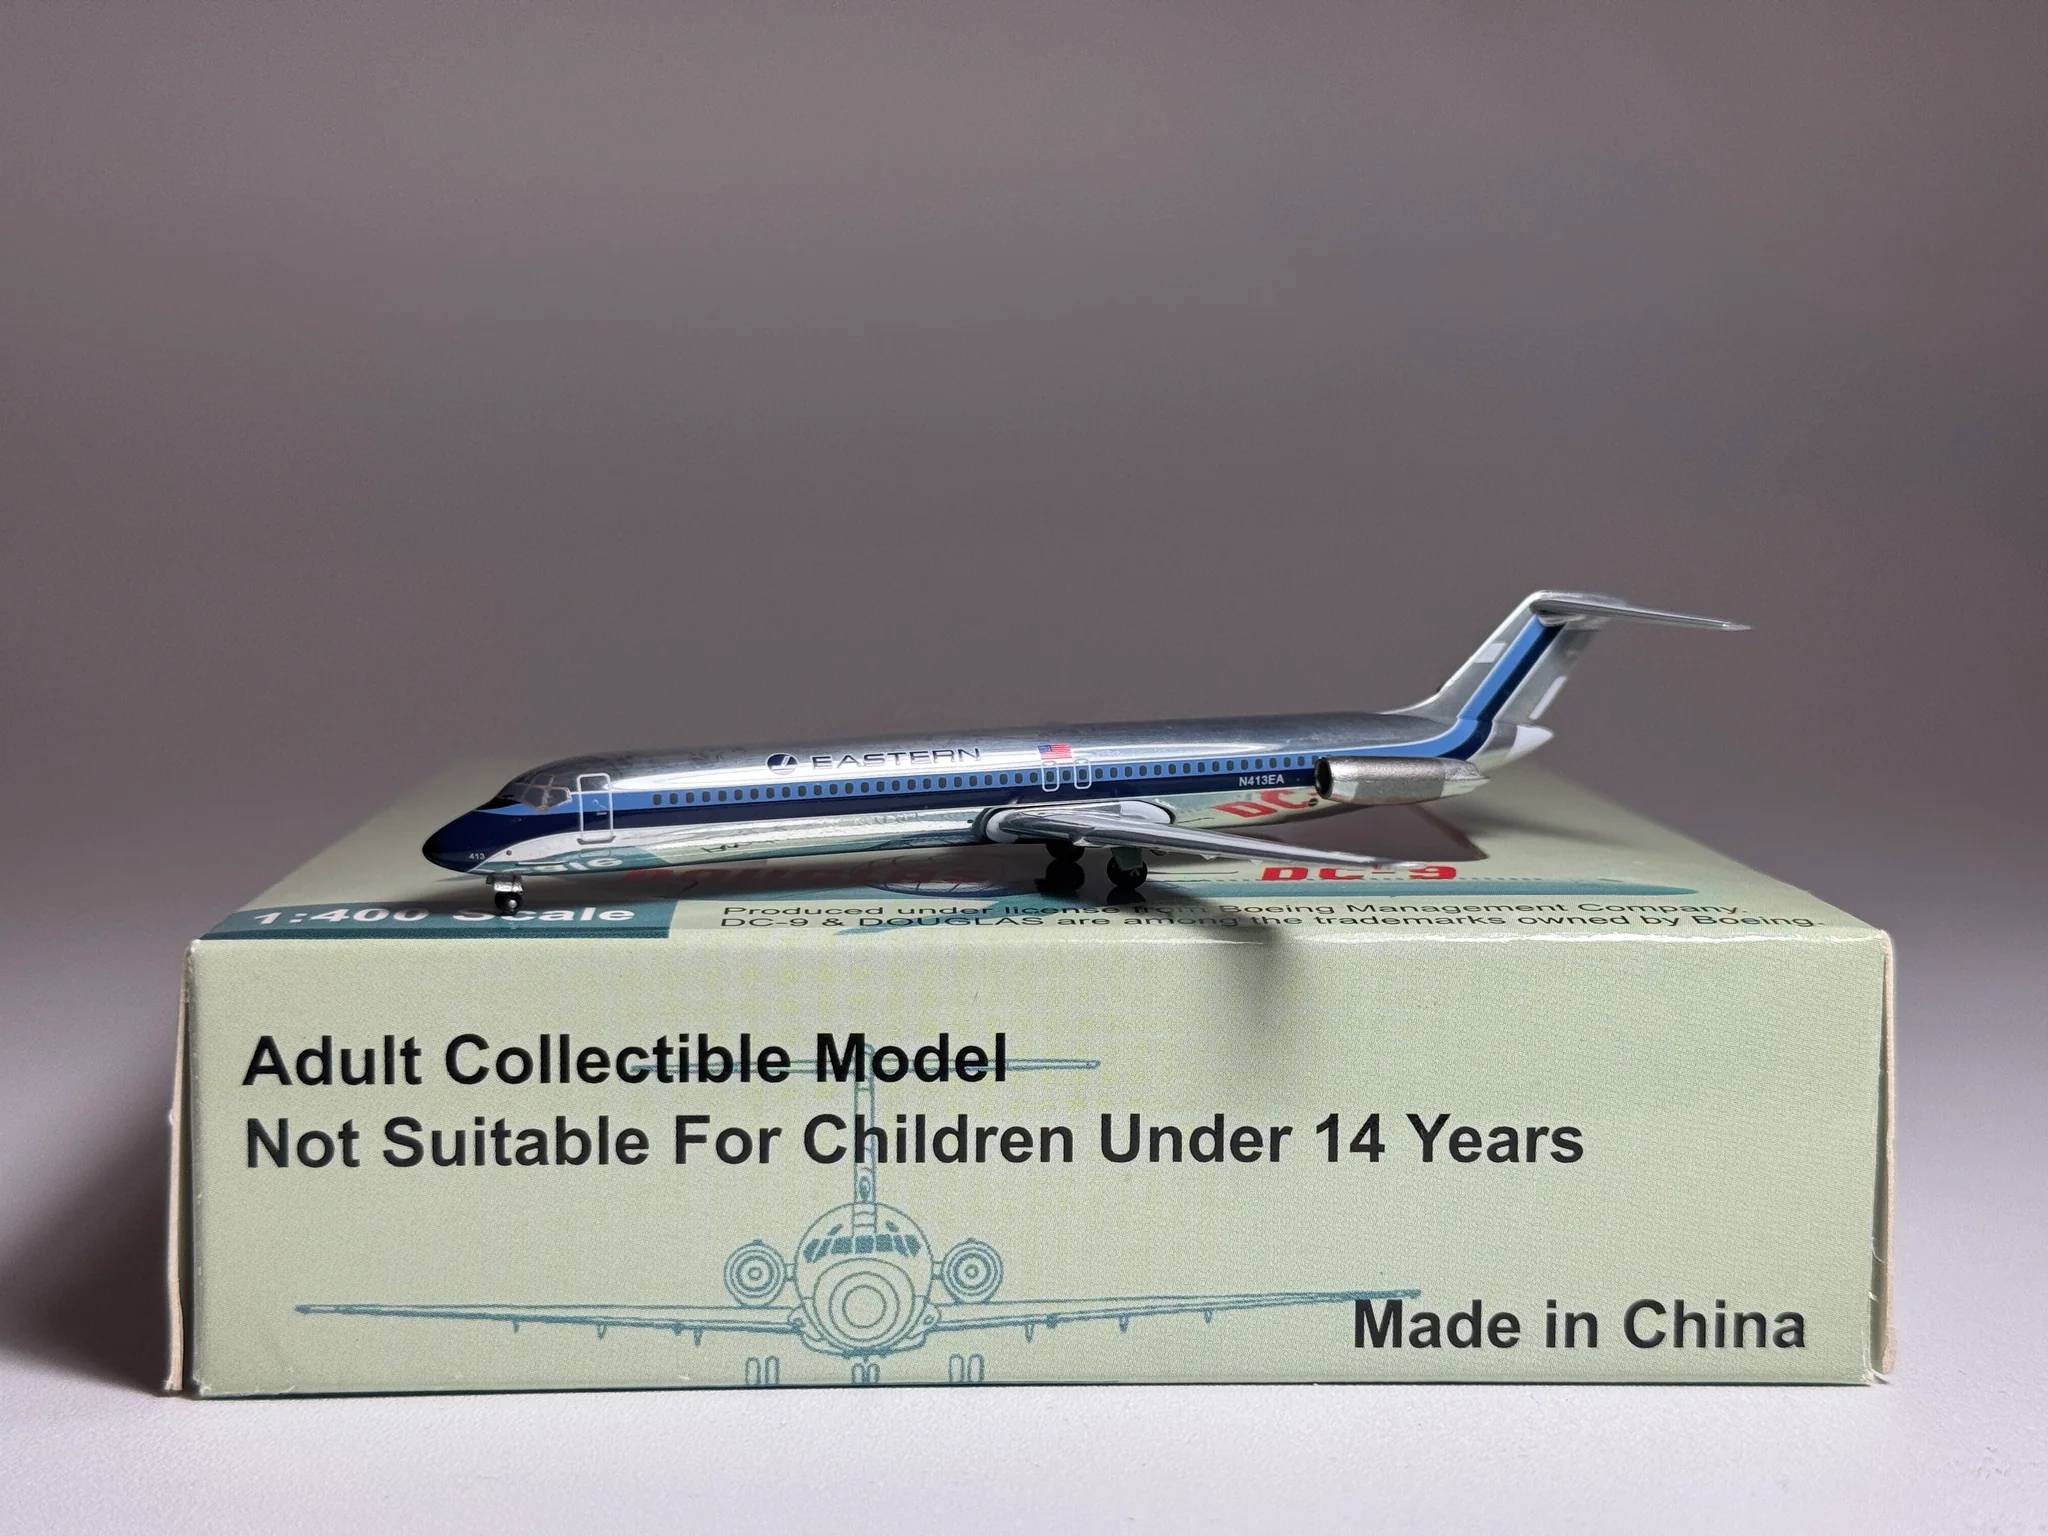 EASTERN
N413EA
413
DC-9
1:400 Scale
Produced under license from Boeing Management Company.
DC-9 & DOUGLAS are among the trademarks owned by Boeing.
Adult Collectible Model
Not Suitable For Children Under 14 Years
Made in China